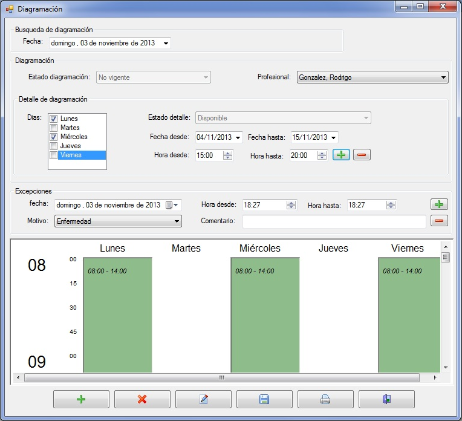 Diagramación
Busqueda de diagramación
Fecha: domingo , 03 de noviembre de 2013
Diagramación
Estado diagramación: No vigente Profesional: Gonzalez, Rodrigo
Detalle de diagramación
Dias: Lunes Estado detalle: Disponible
Martes
Miércoles Fecha desde: 04/11/2013 Fecha hasta: 15/11/2013
Jueves
Viernes Hora desde: 15:00 Hora hasta: 20:00
Excepciones
fecha: domingo , 03 de noviembre de 2013 Hora desde: 18:27 Hora hasta: 18:27
Motivo: Enfermedad Comentario:
Lunes Martes Miércoles Jueves Viernes
08 00 08:00 - 14:00 08:00 - 14:00 08:00 - 14:00
15
30
45
09 00